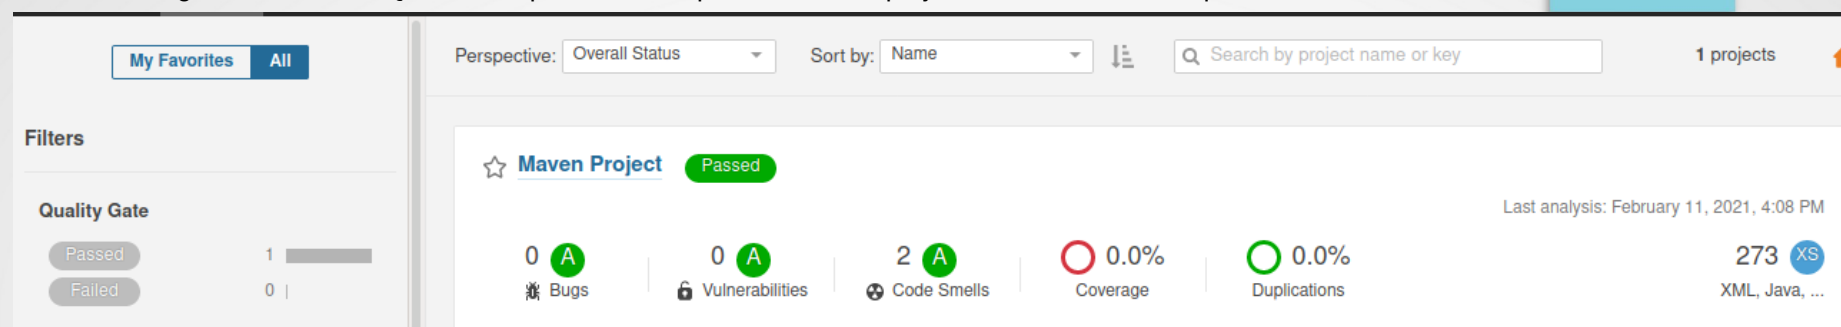 My Favorites All
Perspective: Overall Status Sort by: Name Search by project name or key 1 projects
Filters
Maven Project Passed
Last analysis: February 11, 2021, 4:08 PM
Quality Gate
Passed 1
Failed 0
0 A 0 A 2 A 0.0% 0.0% 273 XS
Bugs Vulnerabilities Code Smells Coverage Duplications XML, Java, ...